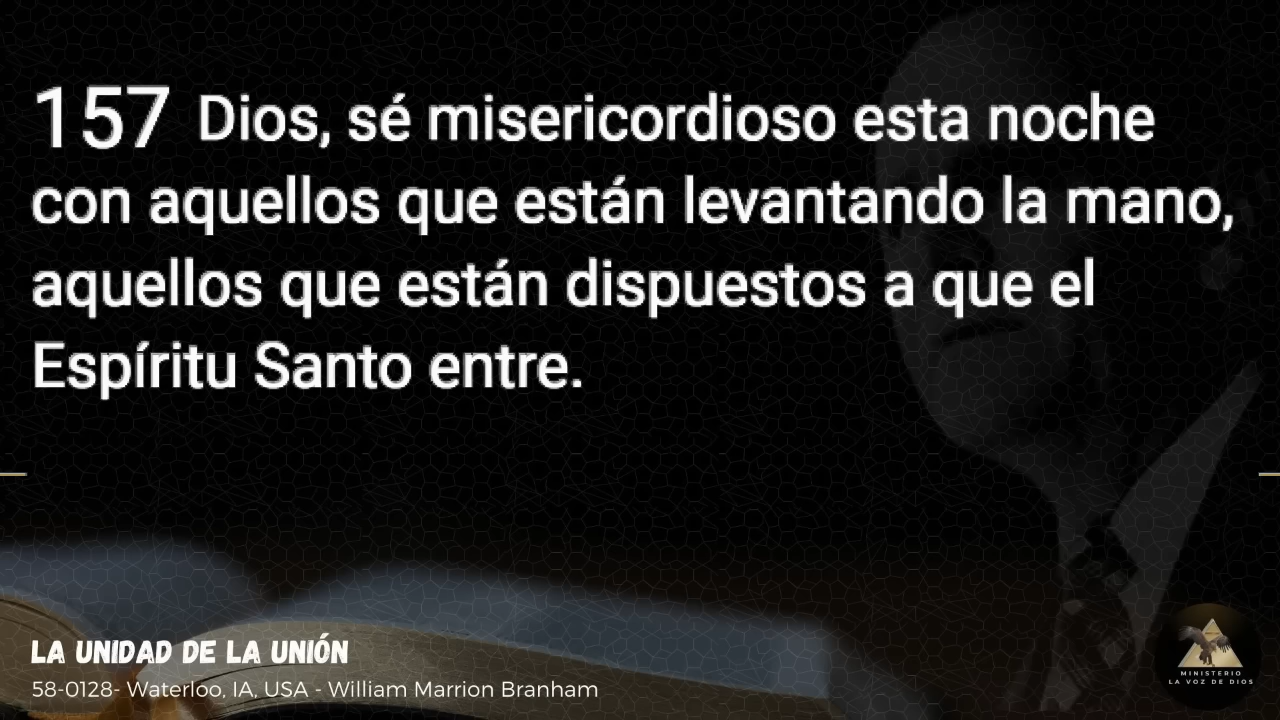 157 Dios, sé misericordioso esta noche
con aquellos que están levantando la mano,
aquellos que están dispuestos a que el
Espíritu Santo entre.
LA UNIDAD DE LA UNIÓN
58-0128- Waterloo, IA, USA - William Marrion Branham
MINISTERIO
LA VOZ DE DIOS